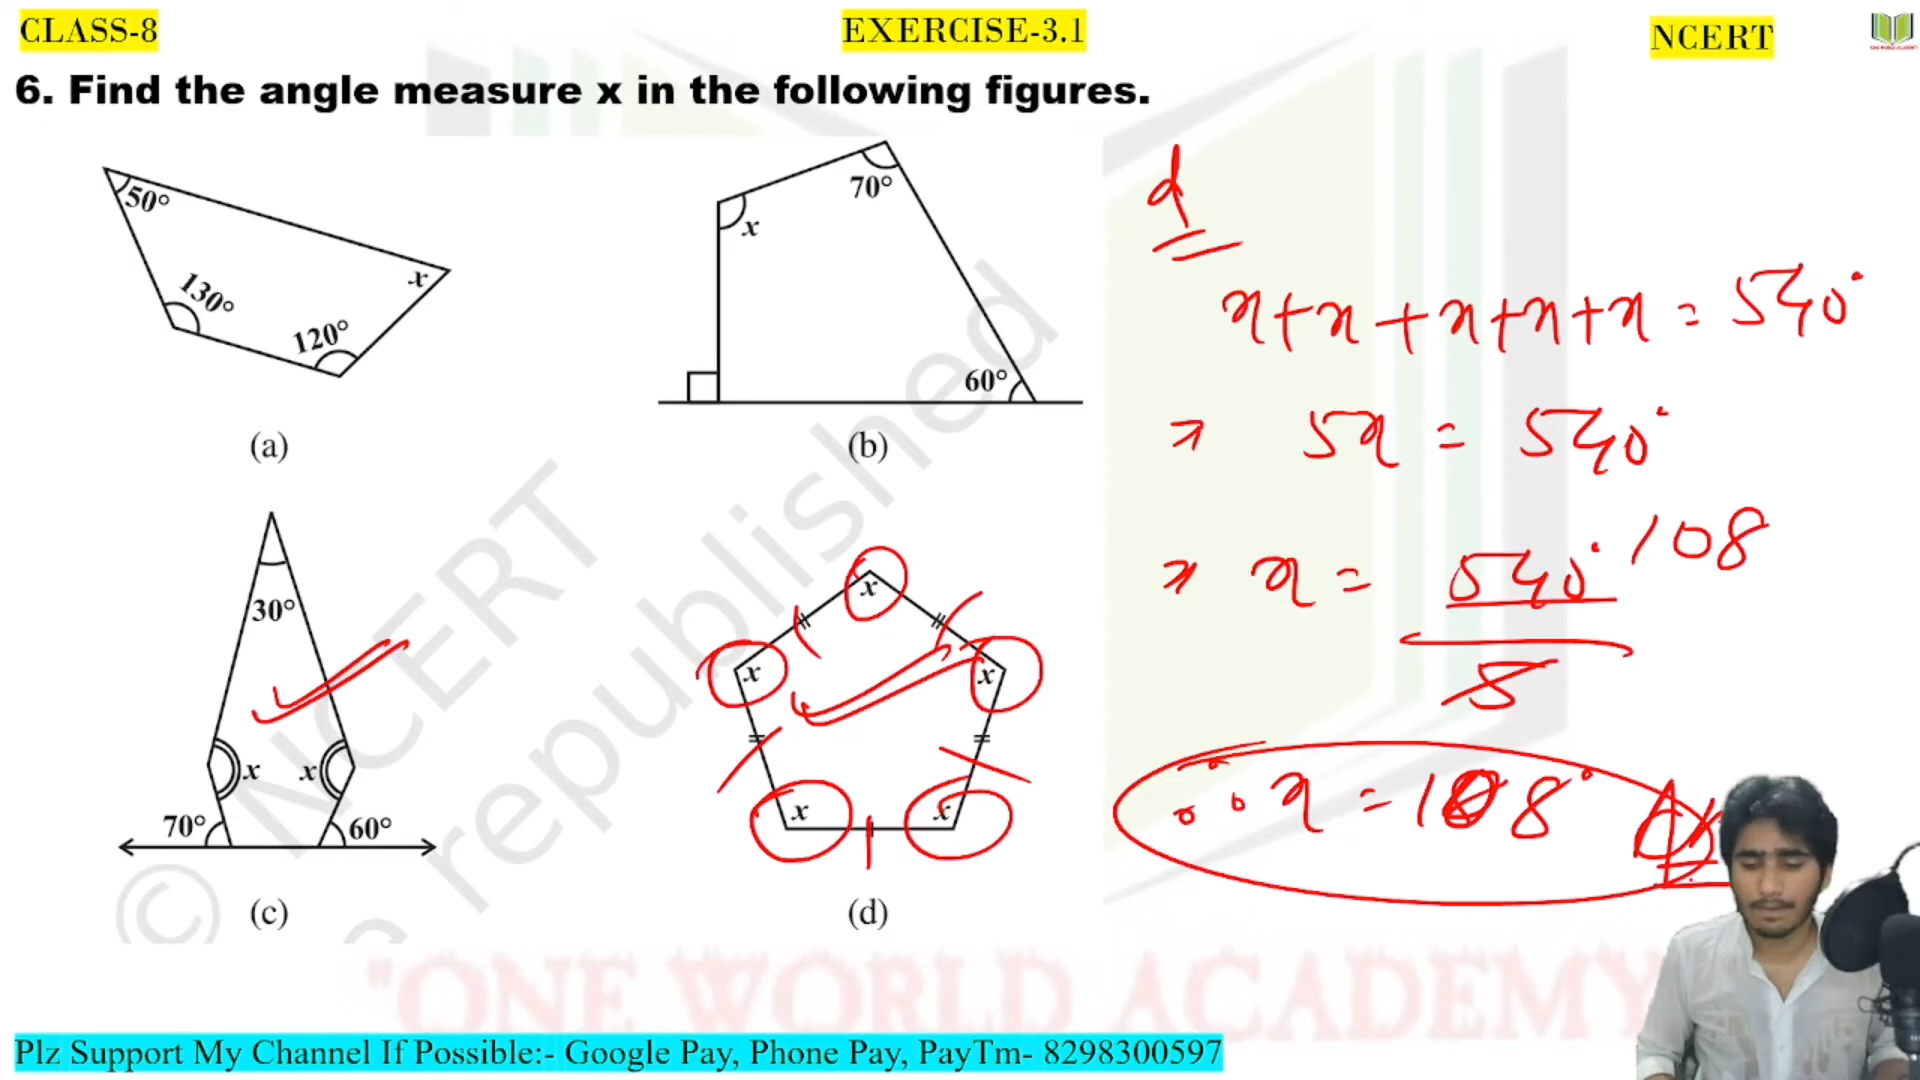 CLASS-8
EXERCISE-3.1
NCERT
6. Find the angle measure x in the following figures.
50°
130°
120°
x
(a)
70°
x
60°
(b)
30°
x x
70° 60°
(c)
x
x x
x x
(d)
d
x+x+x+x+x = 540°
5x = 540°
x = 540° 108
5
∴ x = 108°
© NCERT
republished
"ONE WORLD ACADEMY
Plz Support My Channel If Possible:- Google Pay, Phone Pay, PayTm- 8298300597